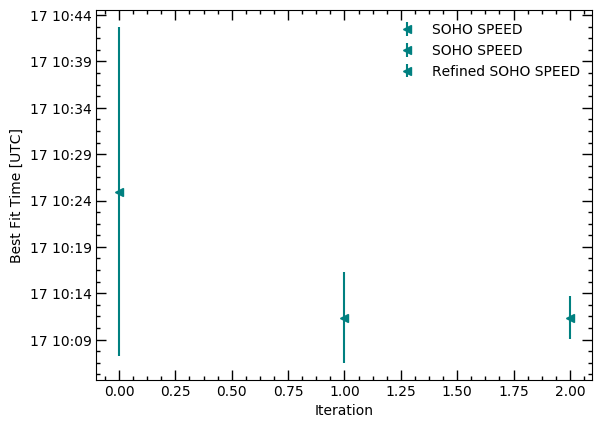 17 10:44
17 10:39
17 10:34
17 10:29
17 10:24
17 10:19
17 10:14
17 10:09
Best Fit Time [UTC]
SOHO SPEED
SOHO SPEED
Refined SOHO SPEED
0.00 0.25 0.50 0.75 1.00 1.25 1.50 1.75 2.00
Iteration